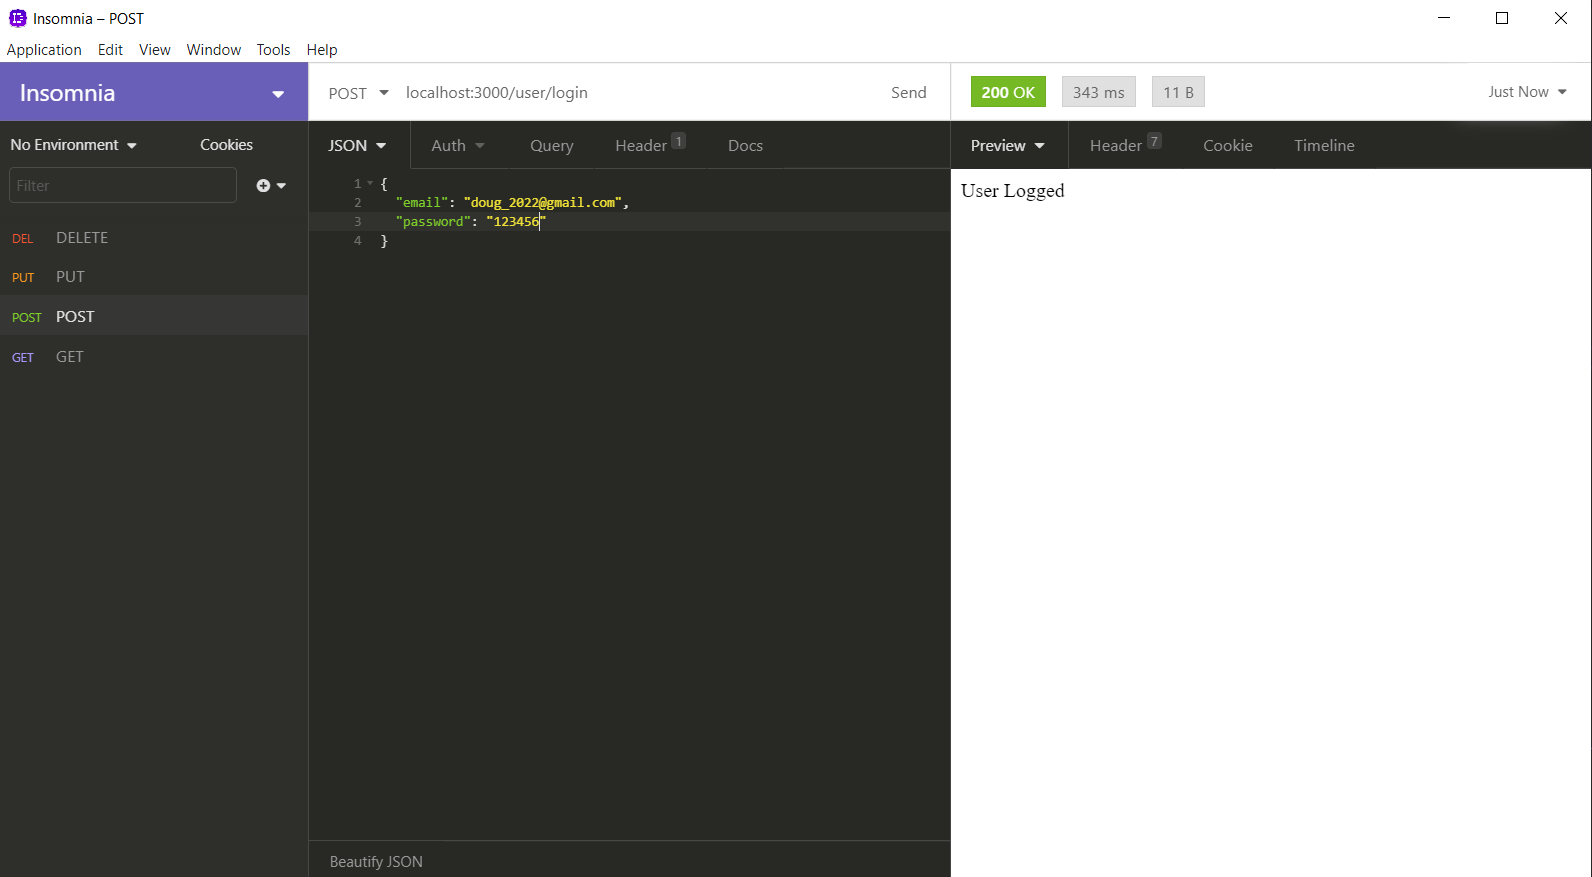 Insomnia – POST
Application Edit View Window Tools Help
Insomnia
POST localhost:3000/user/login Send
200 OK 343 ms 11 B Just Now
No Environment Cookies
JSON Auth Query Header 1 Docs
Preview Header 7 Cookie Timeline
Filter
DEL DELETE
PUT PUT
POST POST
GET GET
1 {
2 "email": "doug_2022@gmail.com",
3 "password": "123456"
4 }
Beautify JSON
User Logged